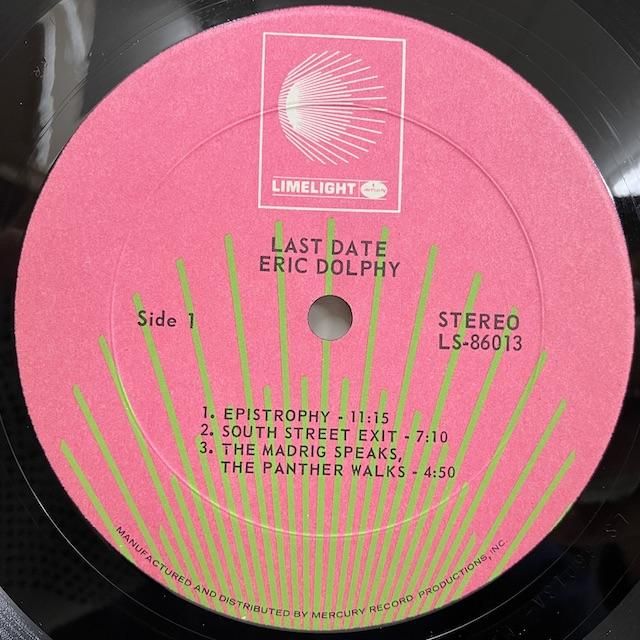 LIMELIGHT
LAST DATE
ERIC DOLPHY
Side 1
STEREO
LS-86013
1. EPISTROPHY - 11:15
2. SOUTH STREET EXIT - 7:10
3. THE MADRIG SPEAKS,
THE PANTHER WALKS - 4:50
MANUFACTURED AND DISTRIBUTED BY MERCURY RECORD PRODUCTIONS, INC.